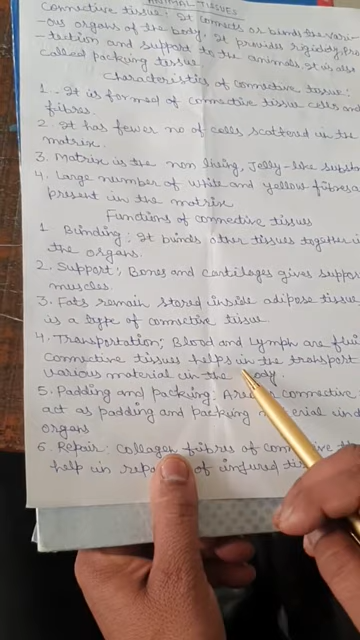 ANIMAL TISSUES
Connective tissue - It connects or binds the vari-
-ous organs of the body. It provides rigidity, pro
-tection and support to the animals. It is also
called packing tissue
Characteristics of connective tissue:
1. It is formed of connective tissue cells and
fibres.
2. It has fewer no of cells scattered in the
matrix.
3. Matrix is the non living, Jelly-like substa
4. Large number of white and yellow fibres a
present in the matrix
Functions of connective tissues
1 Binding: It binds other tissues together i
the organs.
2. Support; Bones and cartilages gives suppor
muscles.
3. Fats remain stored inside adipose tissue
is a type of connective tissue
4. Transportation; Blood and Lymph are flui
connective tissues helps in the transport
various material in the body.
5. Padding and packing: connective
act as padding and packing material
organs
6. Repair: Collagen fibres of connective
help in of injured